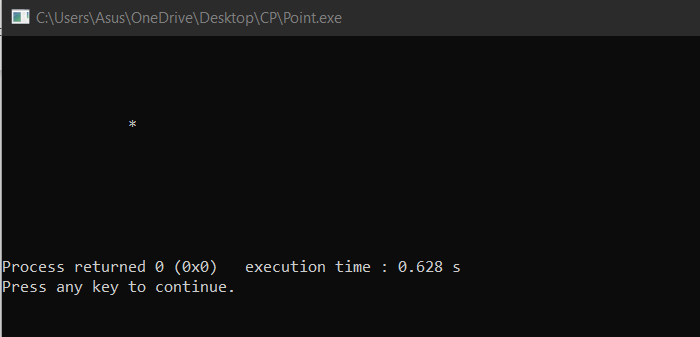 C:\Users\Asus\OneDrive\Desktop\CP\Point.exe
*
Process returned 0 (0x0)   execution time : 0.628 s
Press any key to continue.